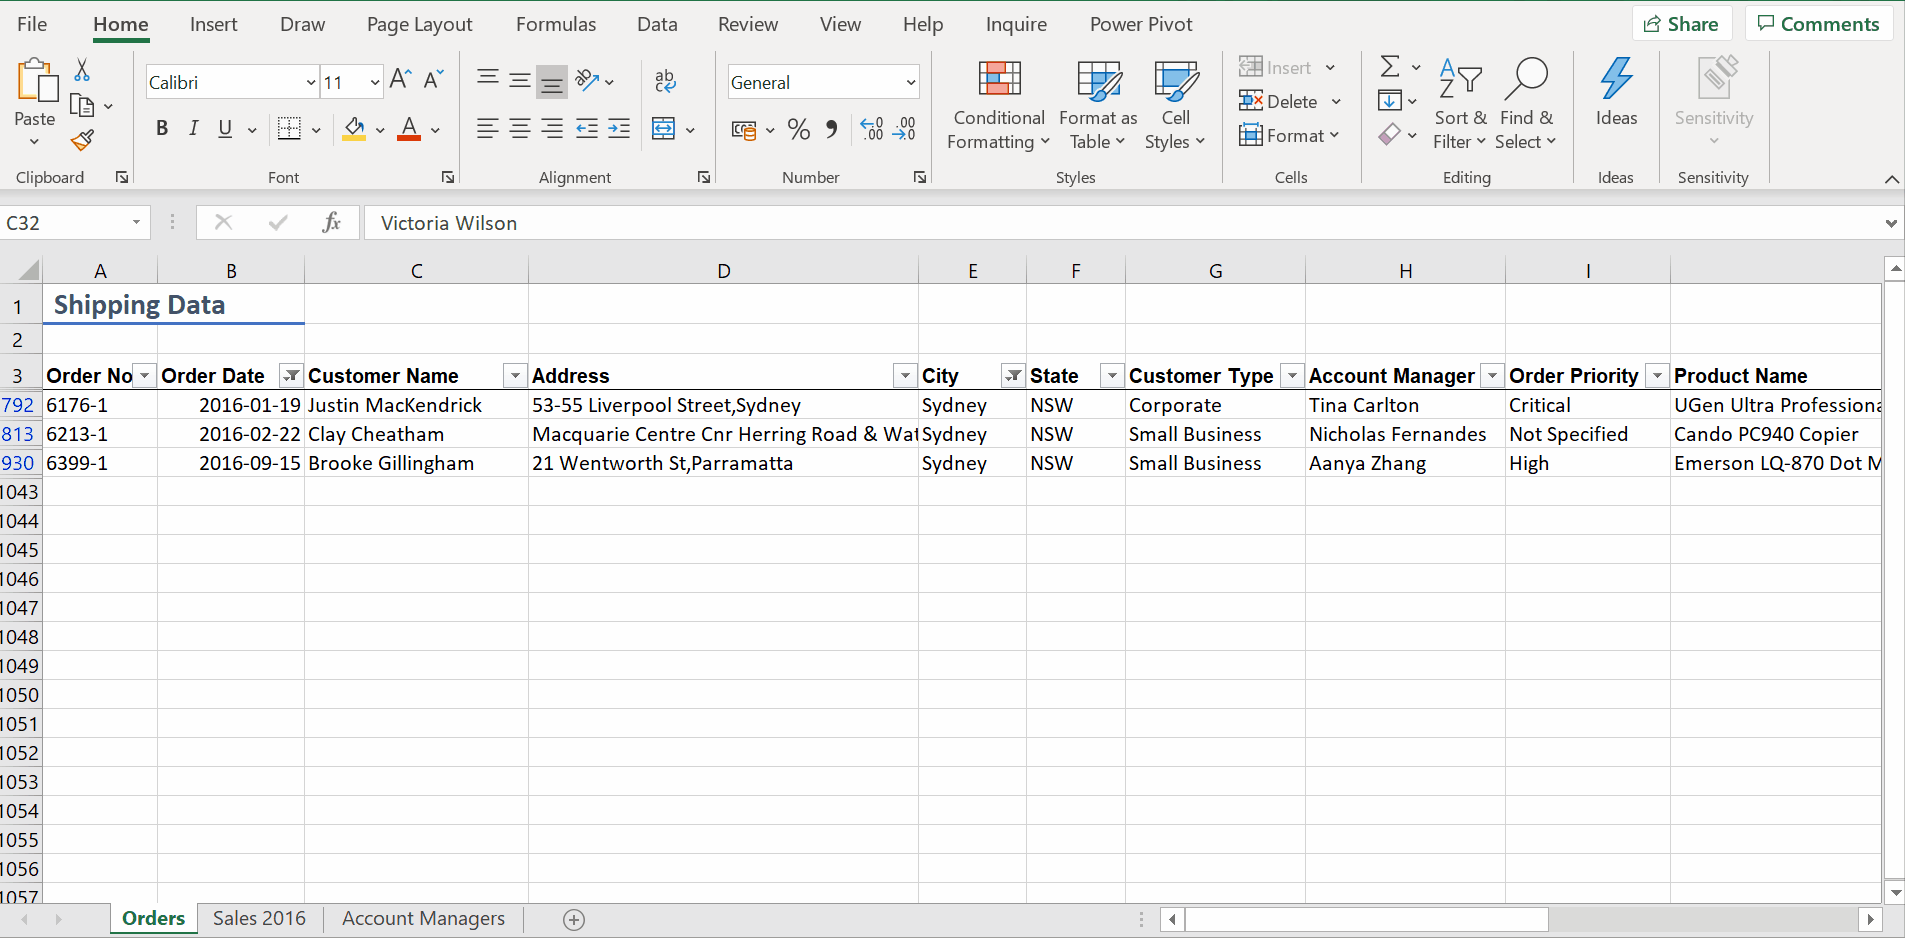 File Home Insert Draw Page Layout Formulas Data Review View Help Inquire Power Pivot Share Comments
Paste
Calibri 11
B I U A
ab
General
% 9
Conditional Formatting
Format as Table
Cell Styles
Insert
Delete
Format
Sort & Filter
Find & Select
Ideas
Sensitivity
Clipboard Font Alignment Number Styles Cells Editing Ideas Sensitivity
C32 fx Victoria Wilson
A B C D E F G H I
1 Shipping Data
2
3 Order No Order Date Customer Name Address City State Customer Type Account Manager Order Priority Product Name
792 6176-1 2016-01-19 Justin MacKendrick 53-55 Liverpool Street,Sydney Sydney NSW Corporate Tina Carlton Critical UGen Ultra Professiona
813 6213-1 2016-02-22 Clay Cheatham Macquarie Centre Cnr Herring Road & Wat Sydney NSW Small Business Nicholas Fernandes Not Specified Cando PC940 Copier
930 6399-1 2016-09-15 Brooke Gillingham 21 Wentworth St,Parramatta Sydney NSW Small Business Aanya Zhang High Emerson LQ-870 Dot M
1043
1044
1045
1046
1047
1048
1049
1050
1051
1052
1053
1054
1055
1056
1057
Orders Sales 2016 Account Managers